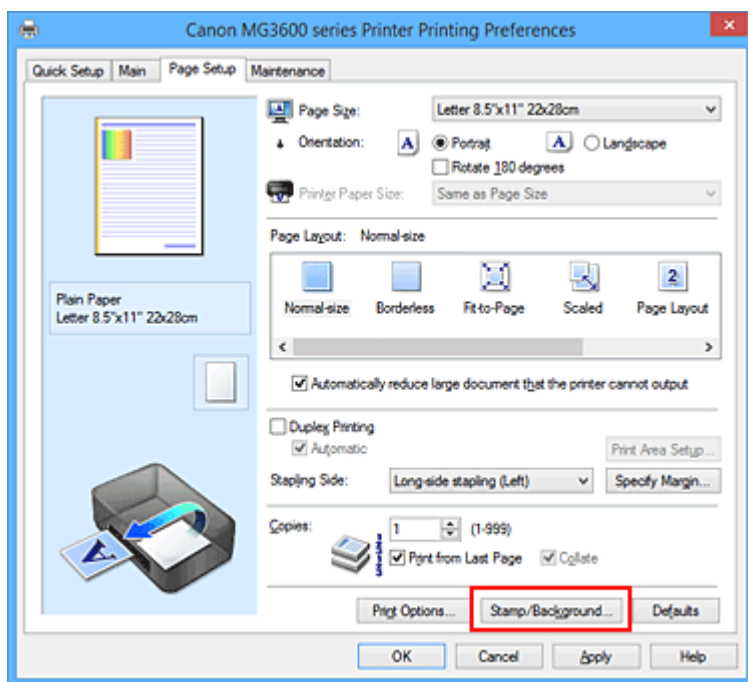 Canon MG3600 series Printer Printing Preferences
Quick Setup Main Page Setup Maintenance
Page Size: Letter 8.5"x11" 22x28cm
Orientation: A Portrait A Landscape
Rotate 180 degrees
Printer Paper Size: Same as Page Size
Page Layout: Normal-size
2
Normal-size Borderless Fit-to-Page Scaled Page Layout
Plain Paper
Letter 8.5"x11" 22x28cm
Automatically reduce large document that the printer cannot output
Duplex Printing
Automatic
Print Area Setup...
Stapling Side: Long-side stapling (Left) Specify Margin...
Copies: 1 (1-999)
Print from Last Page Collate
A
Print Options... Stamp/Background... Defaults
OK Cancel Apply Help